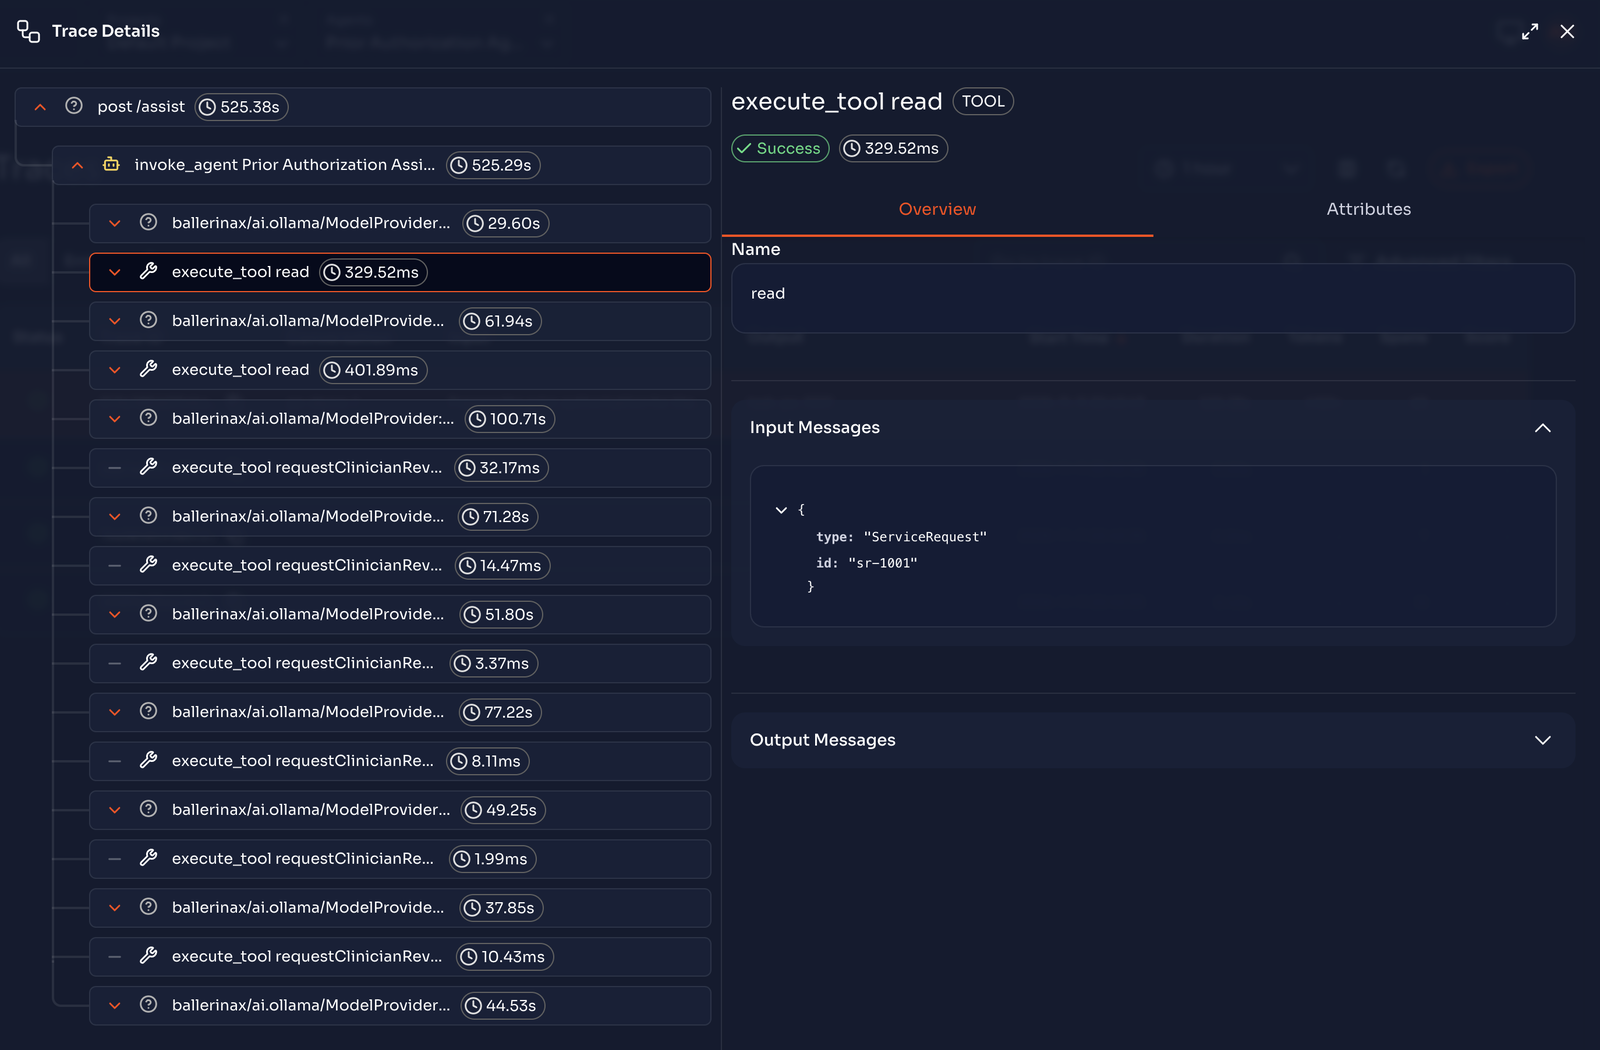 Trace Details
post /assist 525.38s
invoke_agent Prior Authorization Assi... 525.29s
ballerinax/ai.ollama/ModelProvider... 29.60s
execute_tool read 329.52ms
ballerinax/ai.ollama/ModelProvide... 61.94s
execute_tool read 401.89ms
ballerinax/ai.ollama/ModelProvider:... 100.71s
execute_tool requestClinicianRev... 32.17ms
ballerinax/ai.ollama/ModelProvide... 71.28s
execute_tool requestClinicianRev... 14.47ms
ballerinax/ai.ollama/ModelProvide... 51.80s
execute_tool requestClinicianRe... 3.37ms
ballerinax/ai.ollama/ModelProvide... 77.22s
execute_tool requestClinicianRe... 8.11ms
ballerinax/ai.ollama/ModelProvider... 49.25s
execute_tool requestClinicianRe... 1.99ms
ballerinax/ai.ollama/ModelProvide... 37.85s
execute_tool requestClinicianRev... 10.43ms
ballerinax/ai.ollama/ModelProvider... 44.53s
execute_tool read TOOL
Success 329.52ms
Overview Attributes
Name
read
Input Messages
{
type: "ServiceRequest"
id: "sr-1001"
}
Output Messages